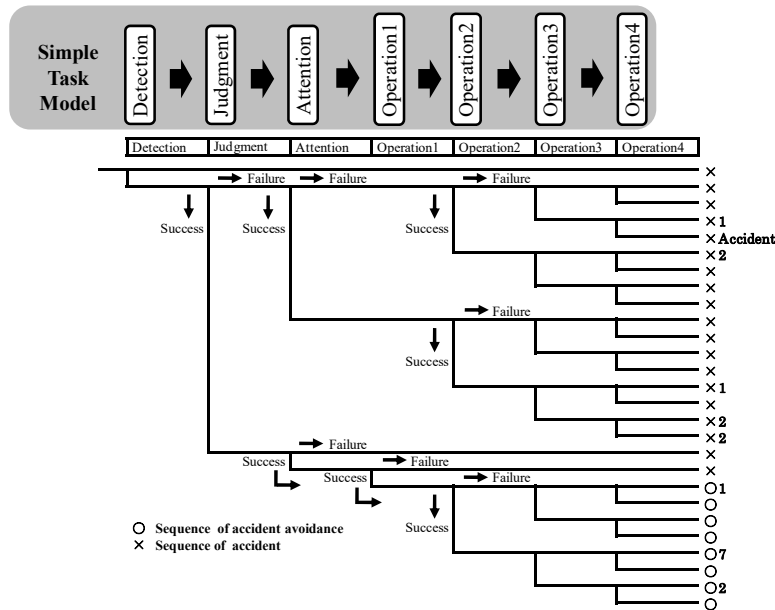 Simple
Task
Model
Detection
Judgment
Attention
Operation1
Operation2
Operation3
Operation4
Detection Judgment Attention Operation1 Operation2 Operation3 Operation4
×
Failure Failure Failure
×
×
Success Success Success
× 1
× Accident
× 2
×
×
×
Failure
×
×
×
Success
×
× 1
×
× 2
× 2
Failure
×
Success Failure
×
Success Failure
○ 1
○
Success
○
○
○ Sequence of accident avoidance
× Sequence of accident
○ 7
○
○ 2
○